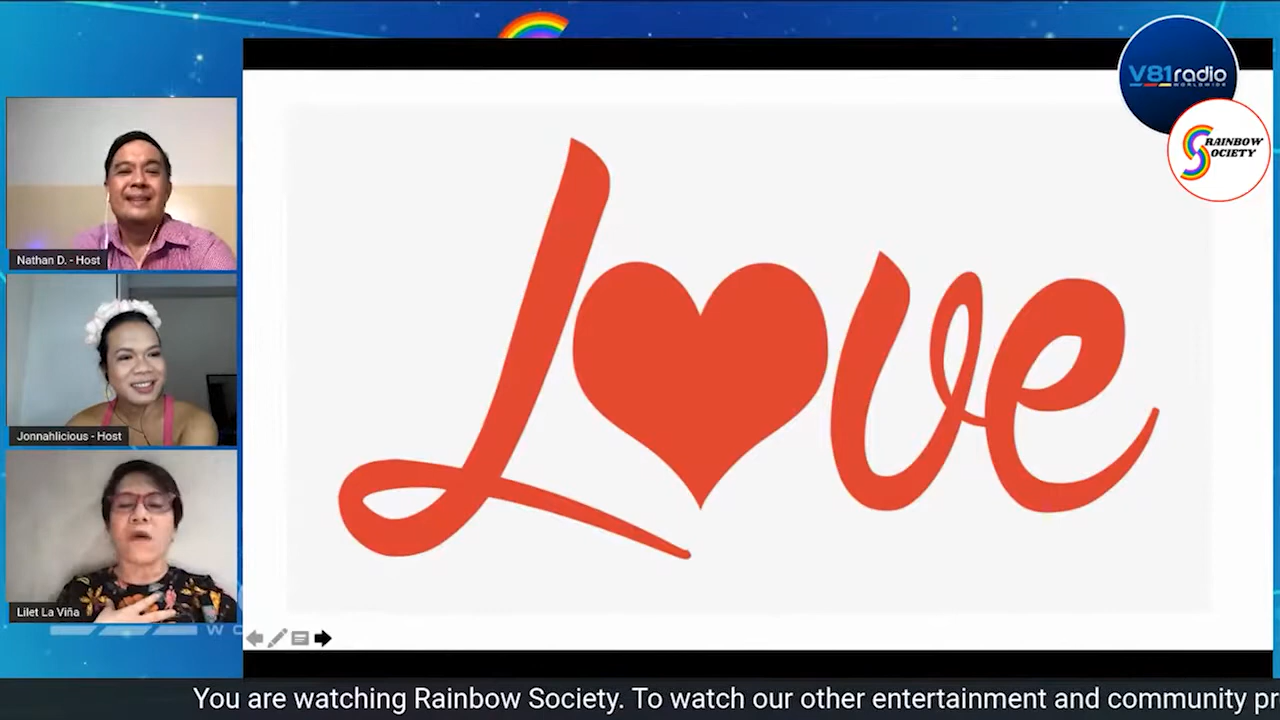 V81radio
WORLDWIDE
RAINBOW
SOCIETY
Nathan D. - Host
Jonnahlicious - Host
Lilet La Viña
Love
You are watching Rainbow Society. To watch our other entertainment and community pr